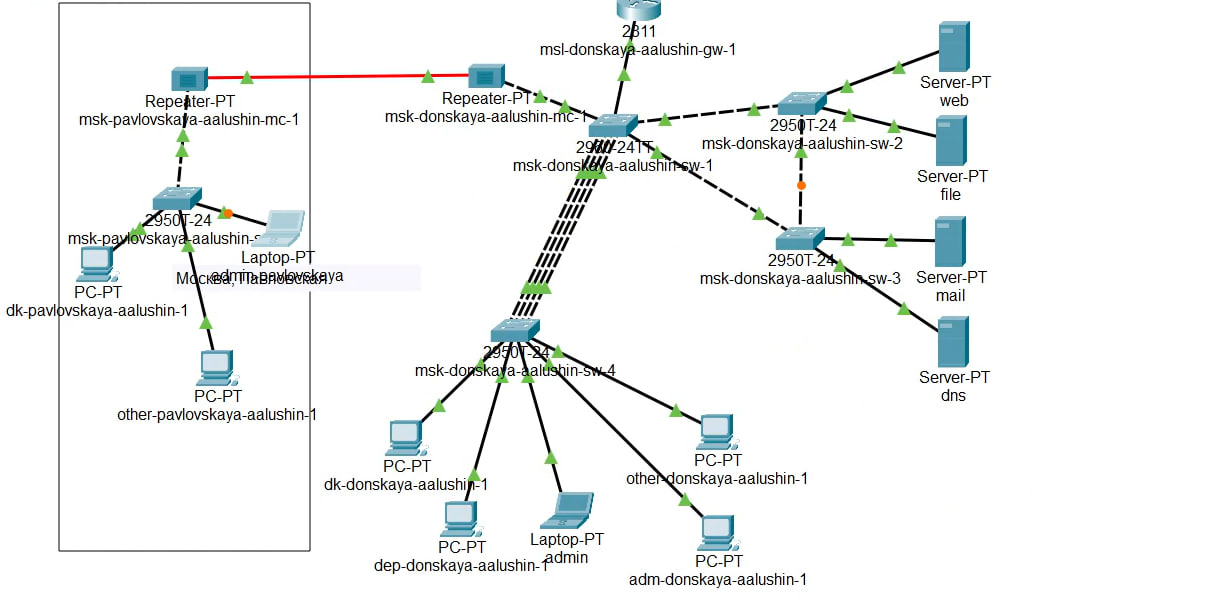 2811
msl-donskaya-aalushin-gw-1
Server-PT
web
Repeater-PT
msk-pavlovskaya-aalushin-mc-1
Repeater-PT
msk-donskaya-aalushin-mc-1
2960-24TT
msk-donskaya-aalushin-sw-1
2950T-24
msk-donskaya-aalushin-sw-2
Server-PT
file
2950T-24
msk-pavlovskaya-aalushin-s
Laptop-PT
admin-pavlovskaya
Москва, Павловская
PC-PT
dk-pavlovskaya-aalushin-1
2950T-24
msk-donskaya-aalushin-sw-3
Server-PT
mail
2950T-24
msk-donskaya-aalushin-sw-4
Server-PT
dns
PC-PT
other-pavlovskaya-aalushin-1
PC-PT
dk-donskaya-aalushin-1
PC-PT
other-donskaya-aalushin-1
PC-PT
dep-donskaya-aalushin-1
Laptop-PT
admin
PC-PT
adm-donskaya-aalushin-1